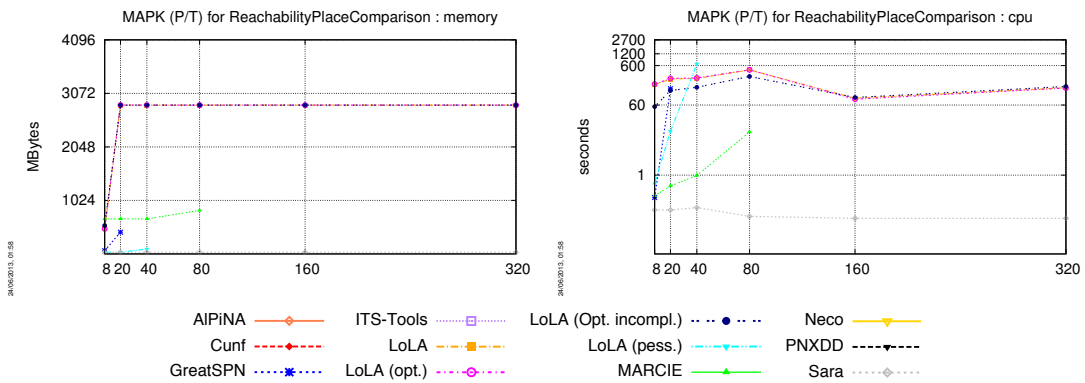 MAPK (P/T) for ReachabilityPlaceComparison : memory
4096
3072
2048
1024
MBytes
8 20 40 80 160 320
24/06/2013, 01:58
MAPK (P/T) for ReachabilityPlaceComparison : cpu
2700
1200
600
60
1
seconds
8 20 40 80 160 320
24/06/2013, 01:58
AlPiNA ITS-Tools LoLA (Opt. incompl.) Neco
Cunf LoLA LoLA (pess.) PNXDD
GreatSPN LoLA (opt.) MARCIE Sara